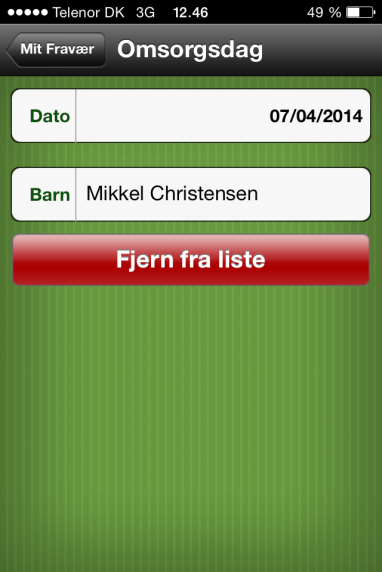 Telenor DK 3G 12.46 49 %
Mit Fravær Omsorgsdag
Dato 07/04/2014
Barn Mikkel Christensen
Fjern fra liste